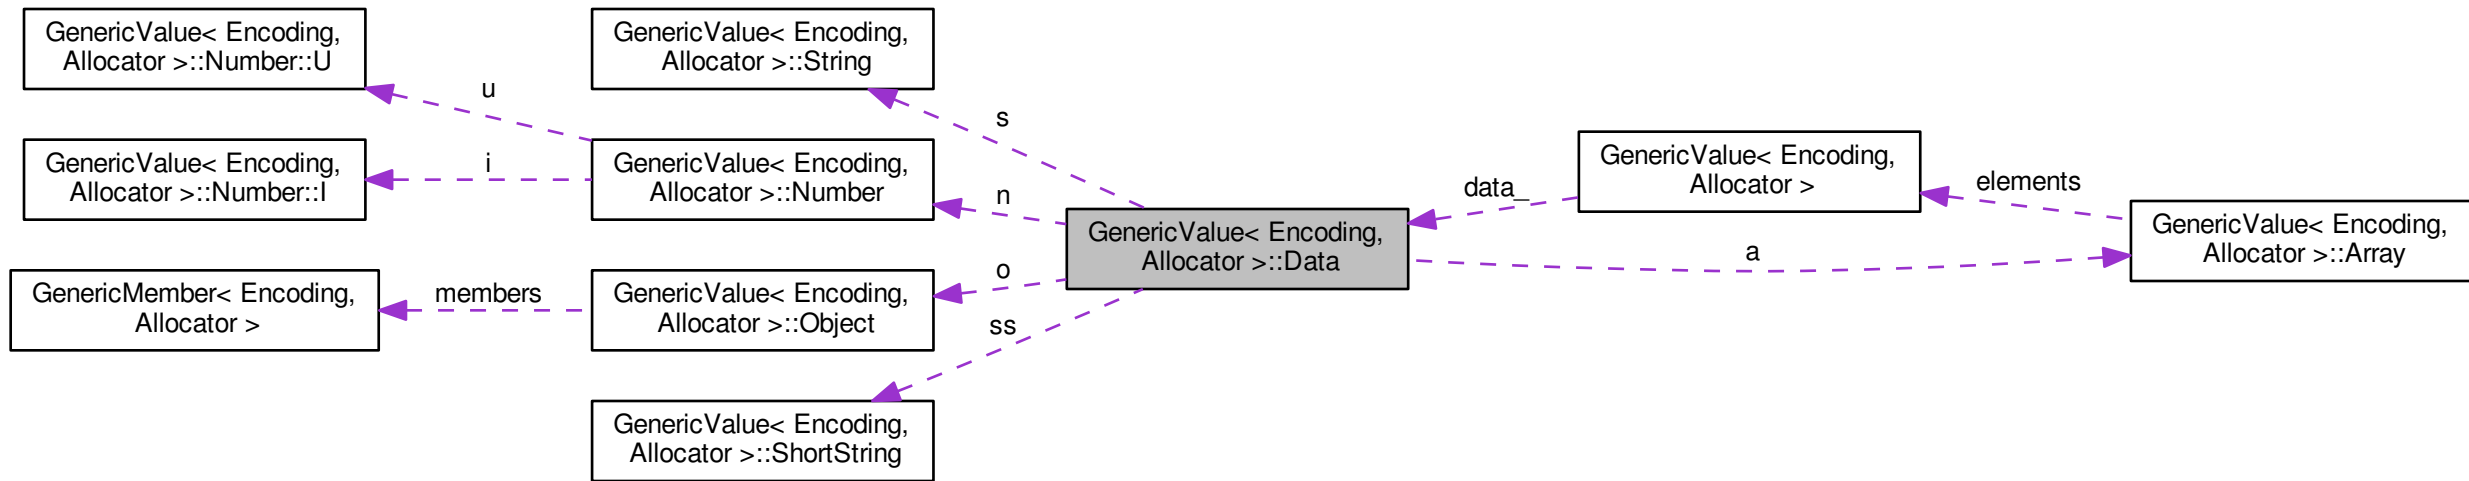 GenericValue< Encoding,
Allocator >::Number::U
u
GenericValue< Encoding,
Allocator >::Number::I
i
GenericMember< Encoding,
Allocator >
members
GenericValue< Encoding,
Allocator >::String
s
GenericValue< Encoding,
Allocator >::Number
n
GenericValue< Encoding,
Allocator >::Object
o
GenericValue< Encoding,
Allocator >::ShortString
ss
GenericValue< Encoding,
Allocator >::Data
data_
a
GenericValue< Encoding,
Allocator >
elements
GenericValue< Encoding,
Allocator >::Array